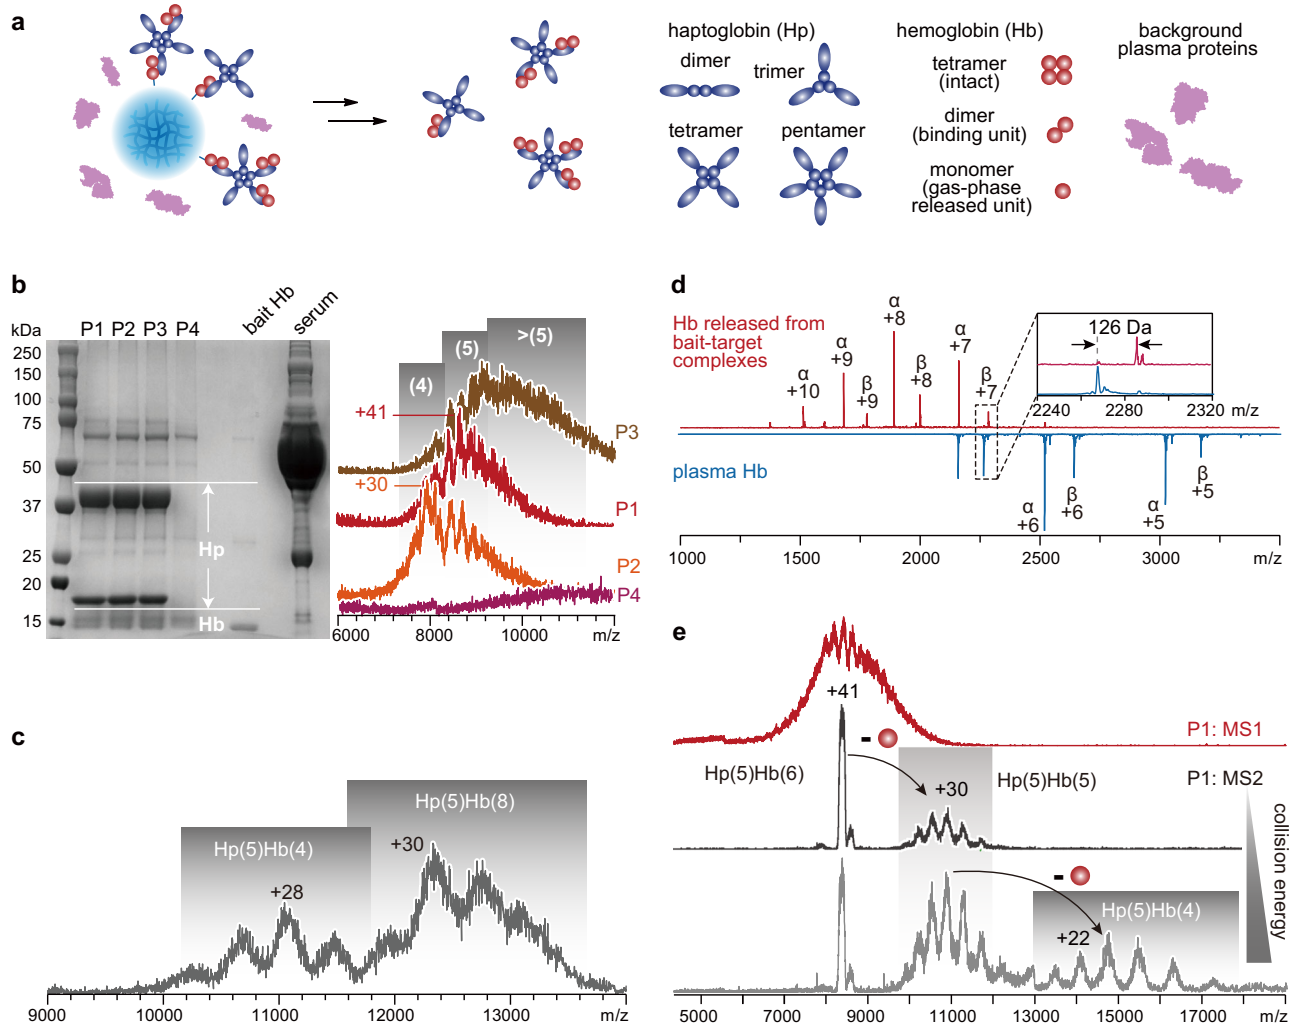 a
haptoglobin (Hp)
dimer
trimer
tetramer
pentamer
hemoglobin (Hb)
tetramer
(intact)
dimer
(binding unit)
monomer
(gas-phase
released unit)
background
plasma proteins
b
kDa
P1 P2 P3 P4
bait Hb
serum
250
150
100
75
50
37
25
20
15
Hp
Hb
(4)
(5)
>(5)
+41
+30
P3
P1
P2
P4
6000 8000 10000 m/z
c
Hp(5)Hb(4)
+28
Hp(5)Hb(8)
+30
9000 10000 11000 12000 13000 m/z
d
Hb released from
bait-target
complexes
plasma Hb
α
+10
α
+9
β
+9
α
+8
β
+8
α
+7
β
+7
126 Da
2240 2280 2320 m/z
α
+6
β
+6
α
+5
β
+5
1000 1500 2000 2500 3000 m/z
e
+41
P1: MS1
-
Hp(5)Hb(6)
+30
Hp(5)Hb(5)
P1: MS2
collision energy
-
Hp(5)Hb(4)
+22
5000 7000 9000 11000 13000 15000 17000 m/z